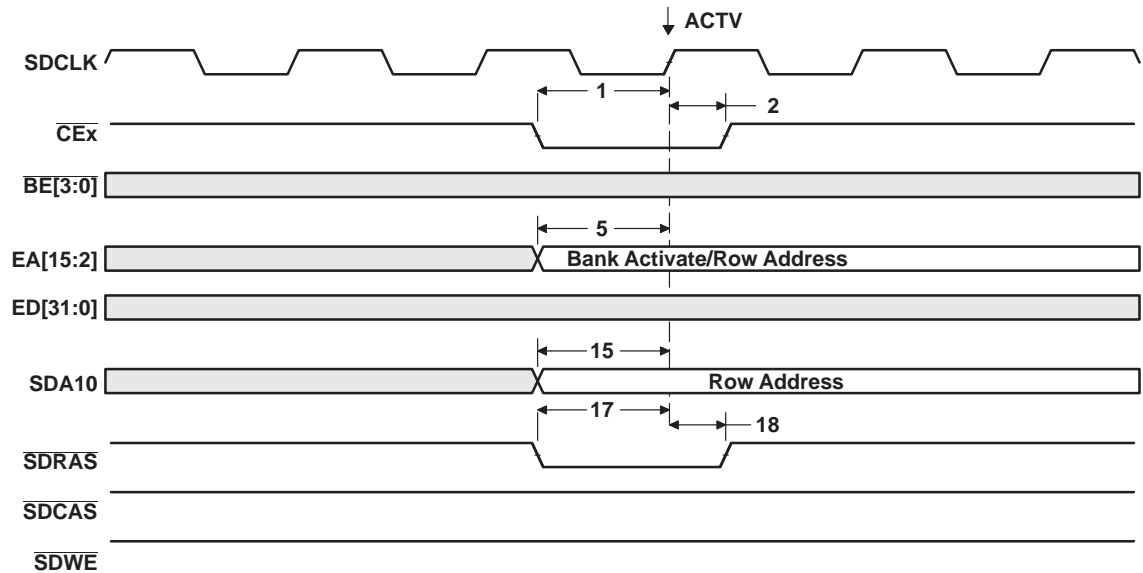 ACTV
SDCLK
1
2
CEx
BE[3:0]
5
EA[15:2] Bank Activate/Row Address
ED[31:0]
15
SDA10 Row Address
17
18
SDRAS
SDCAS
SDWE